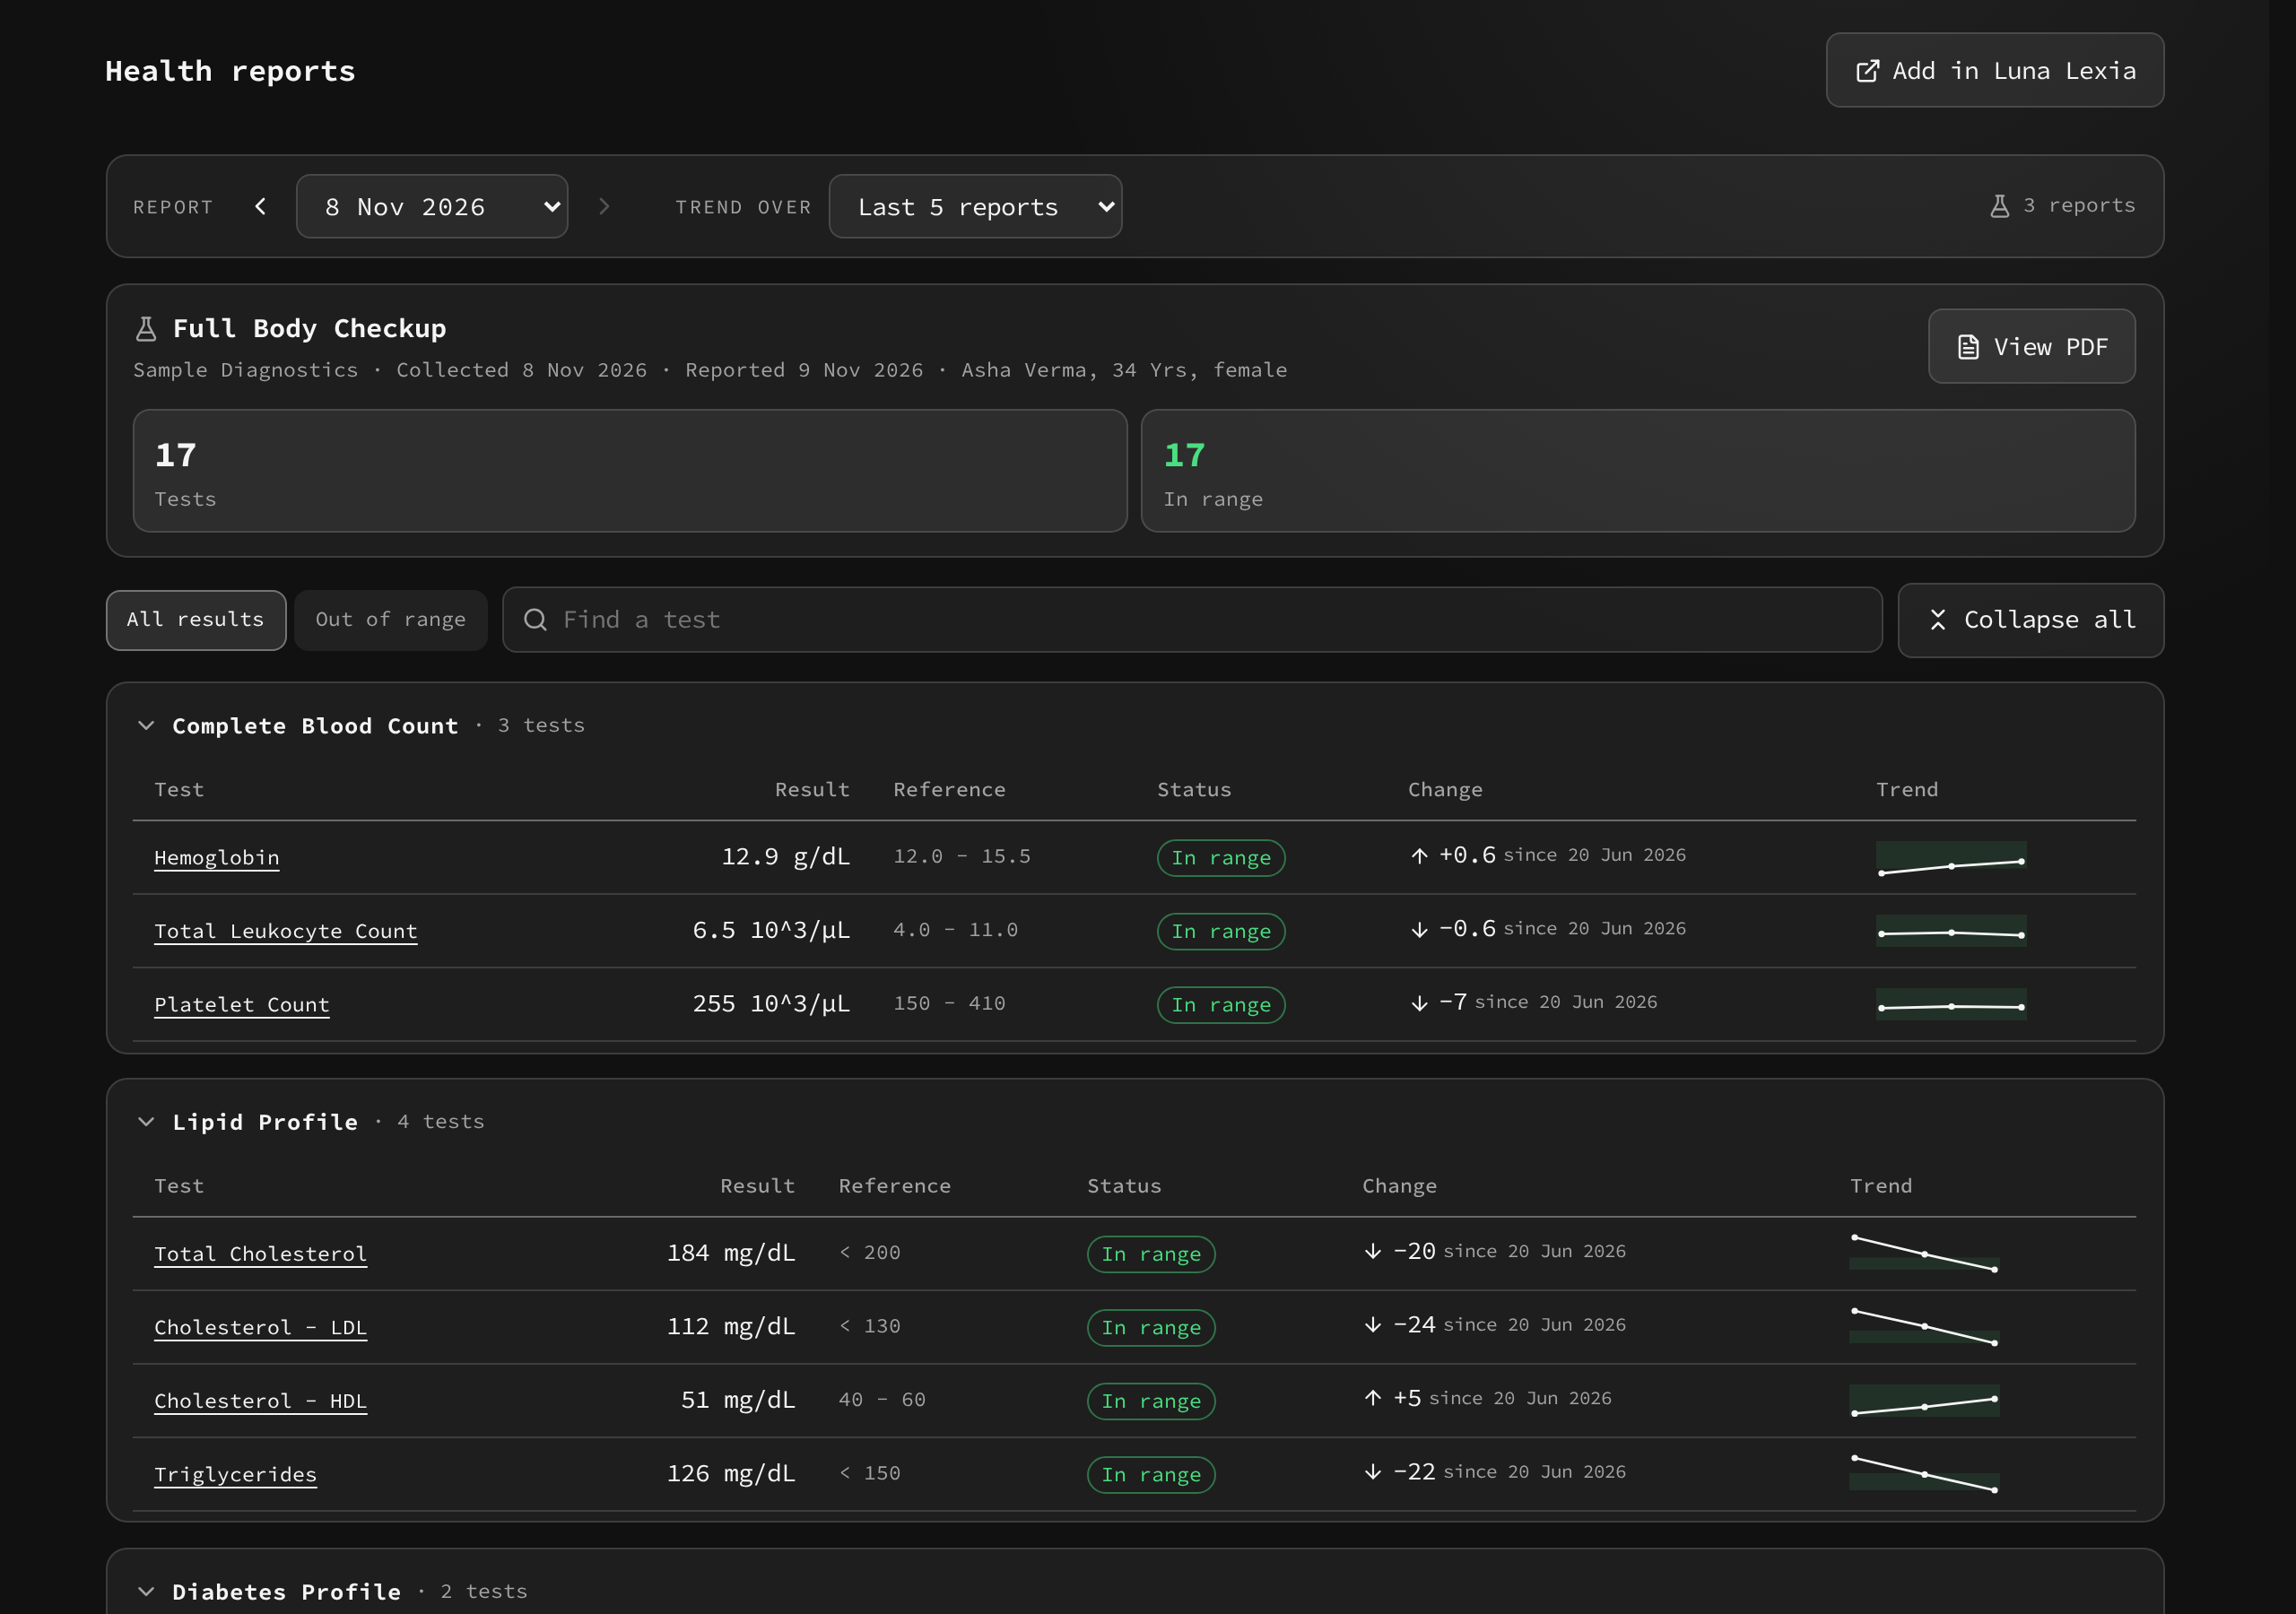 Health reports
Add in Luna Lexia
REPORT 8 Nov 2026 TREND OVER Last 5 reports 3 reports
Full Body Checkup
View PDF
Sample Diagnostics · Collected 8 Nov 2026 · Reported 9 Nov 2026 · Asha Verma, 34 Yrs, female
17 17
Tests In range
All results Out of range Find a test Collapse all
Complete Blood Count · 3 tests
Test Result Reference Status Change Trend
Hemoglobin 12.9 g/dL 12.0 – 15.5 In range ↑ +0.6 since 20 Jun 2026
Total Leukocyte Count 6.5 10^3/µL 4.0 – 11.0 In range ↓ −0.6 since 20 Jun 2026
Platelet Count 255 10^3/µL 150 – 410 In range ↓ −7 since 20 Jun 2026
Lipid Profile · 4 tests
Test Result Reference Status Change Trend
Total Cholesterol 184 mg/dL < 200 In range ↓ −20 since 20 Jun 2026
Cholesterol – LDL 112 mg/dL < 130 In range ↓ −24 since 20 Jun 2026
Cholesterol – HDL 51 mg/dL 40 – 60 In range ↑ +5 since 20 Jun 2026
Triglycerides 126 mg/dL < 150 In range ↓ −22 since 20 Jun 2026
Diabetes Profile · 2 tests